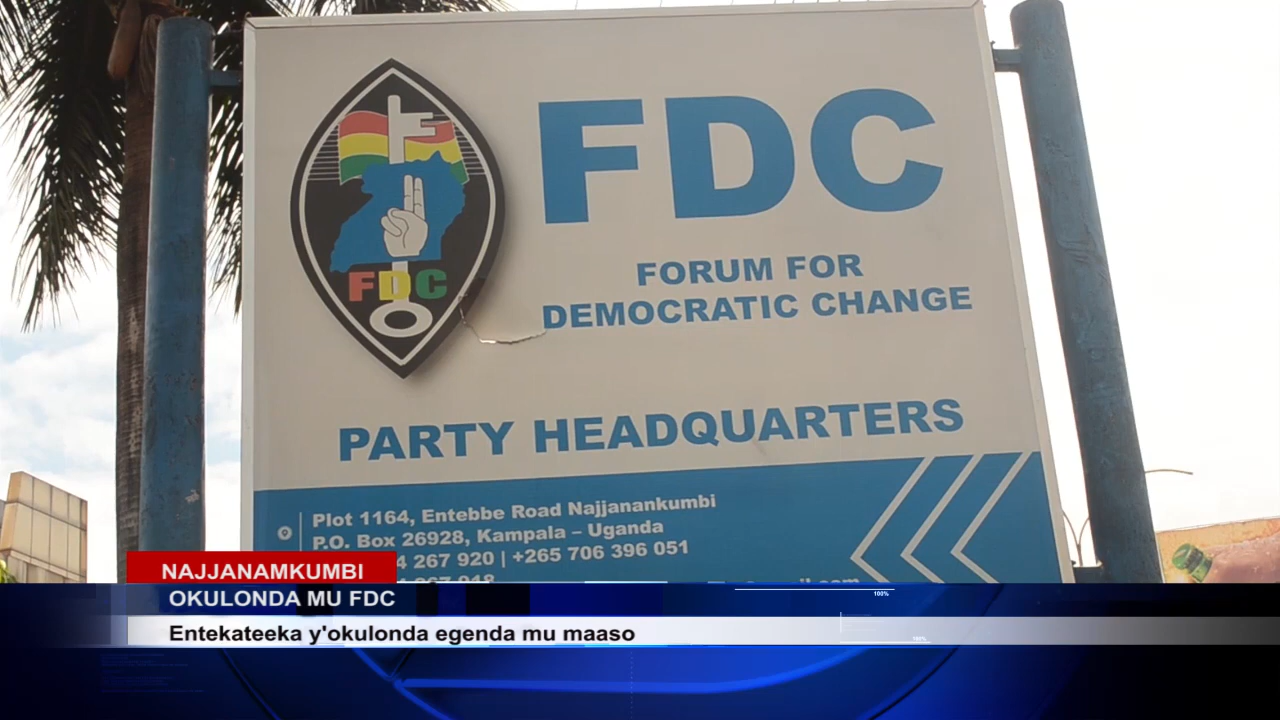 FDC
FDC
FORUM FOR
DEMOCRATIC CHANGE
PARTY HEADQUARTERS
Plot 1164, Entebbe Road Najjanankumbi
P.O. Box 26928, Kampala – Uganda
4 267 920 | +265 706 396 051
NAJJANAMKUMBI
OKULONDA MU FDC
100%
Entekateeka y'okulonda egenda mu maaso
100%